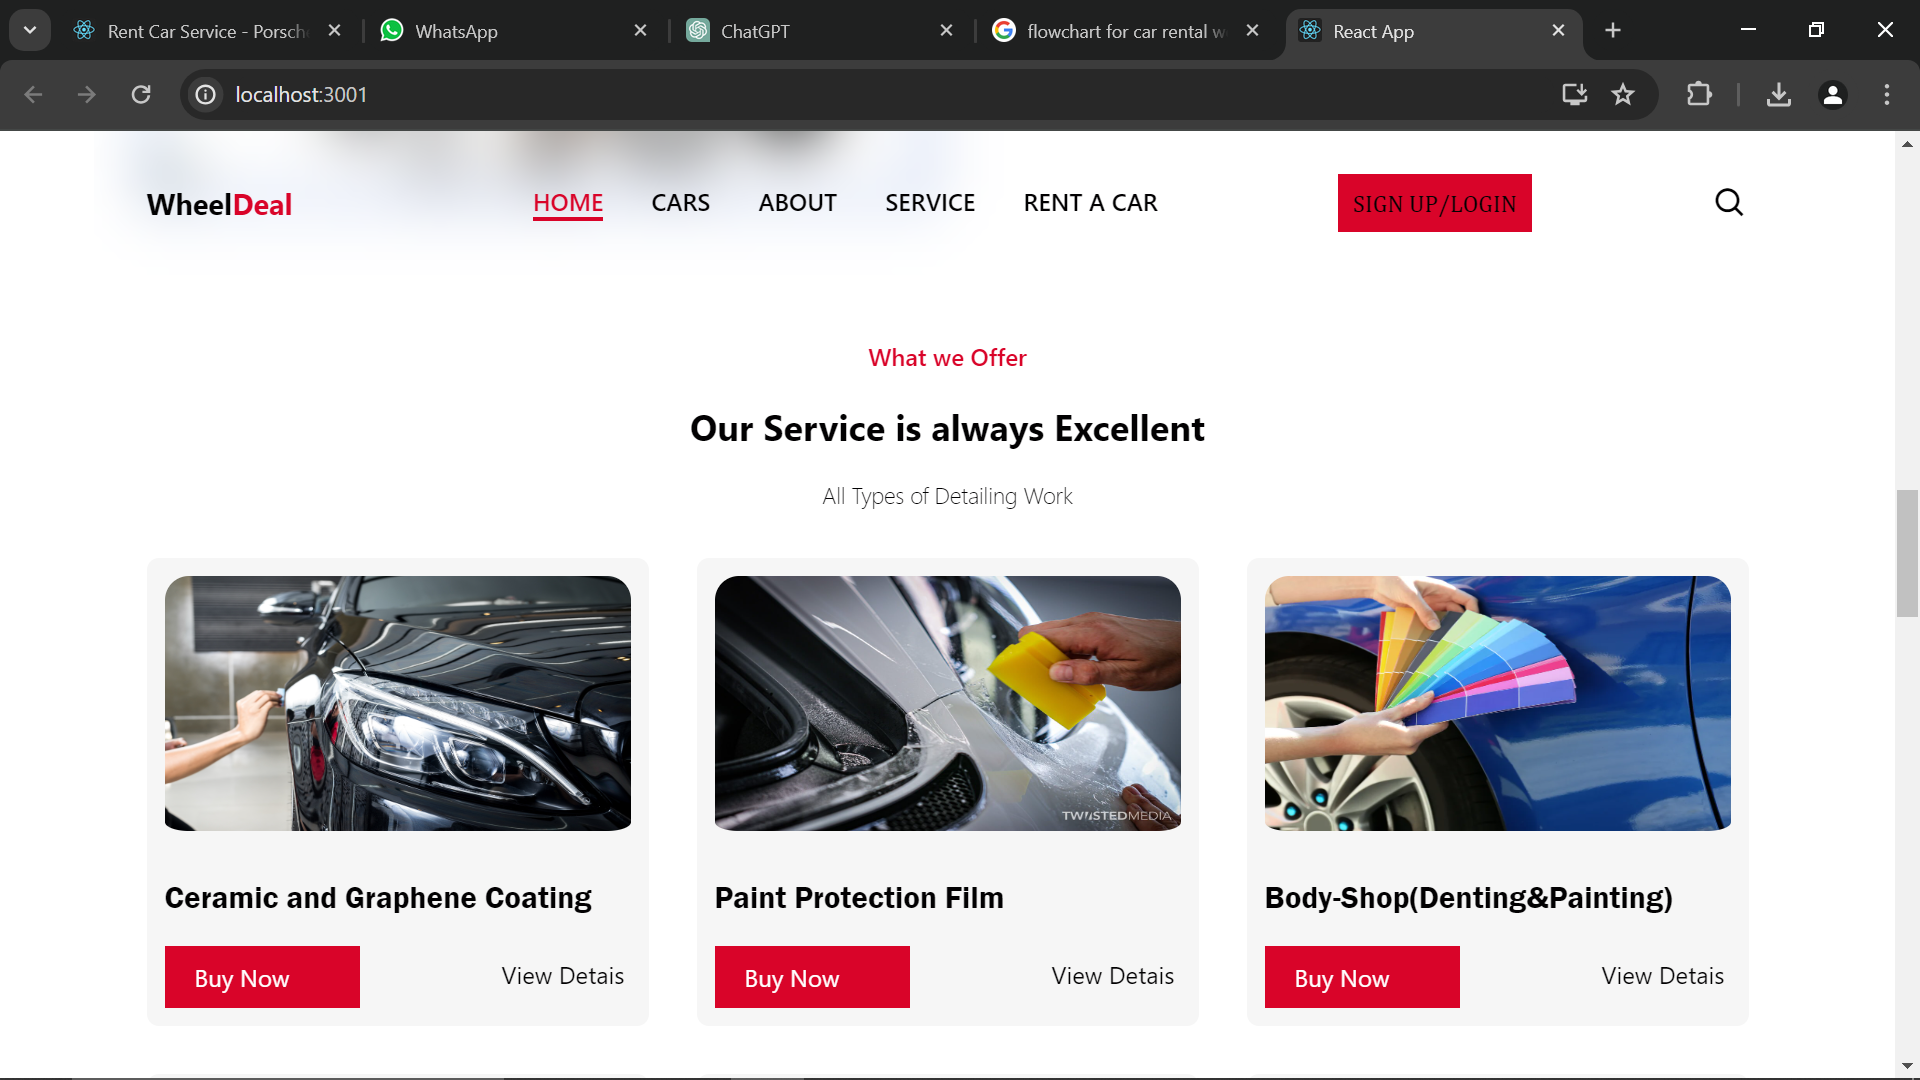 Rent Car Service - Porsch
WhatsApp
ChatGPT
flowchart for car rental w
React App
localhost:3001
WheelDeal
HOME
CARS
ABOUT
SERVICE
RENT A CAR
SIGN UP/LOGIN
What we Offer
Our Service is always Excellent
All Types of Detailing Work
TWISTEDMEDIA
Ceramic and Graphene Coating
Paint Protection Film
Body-Shop(Denting&Painting)
Buy Now
View Detais
Buy Now
View Detais
Buy Now
View Detais